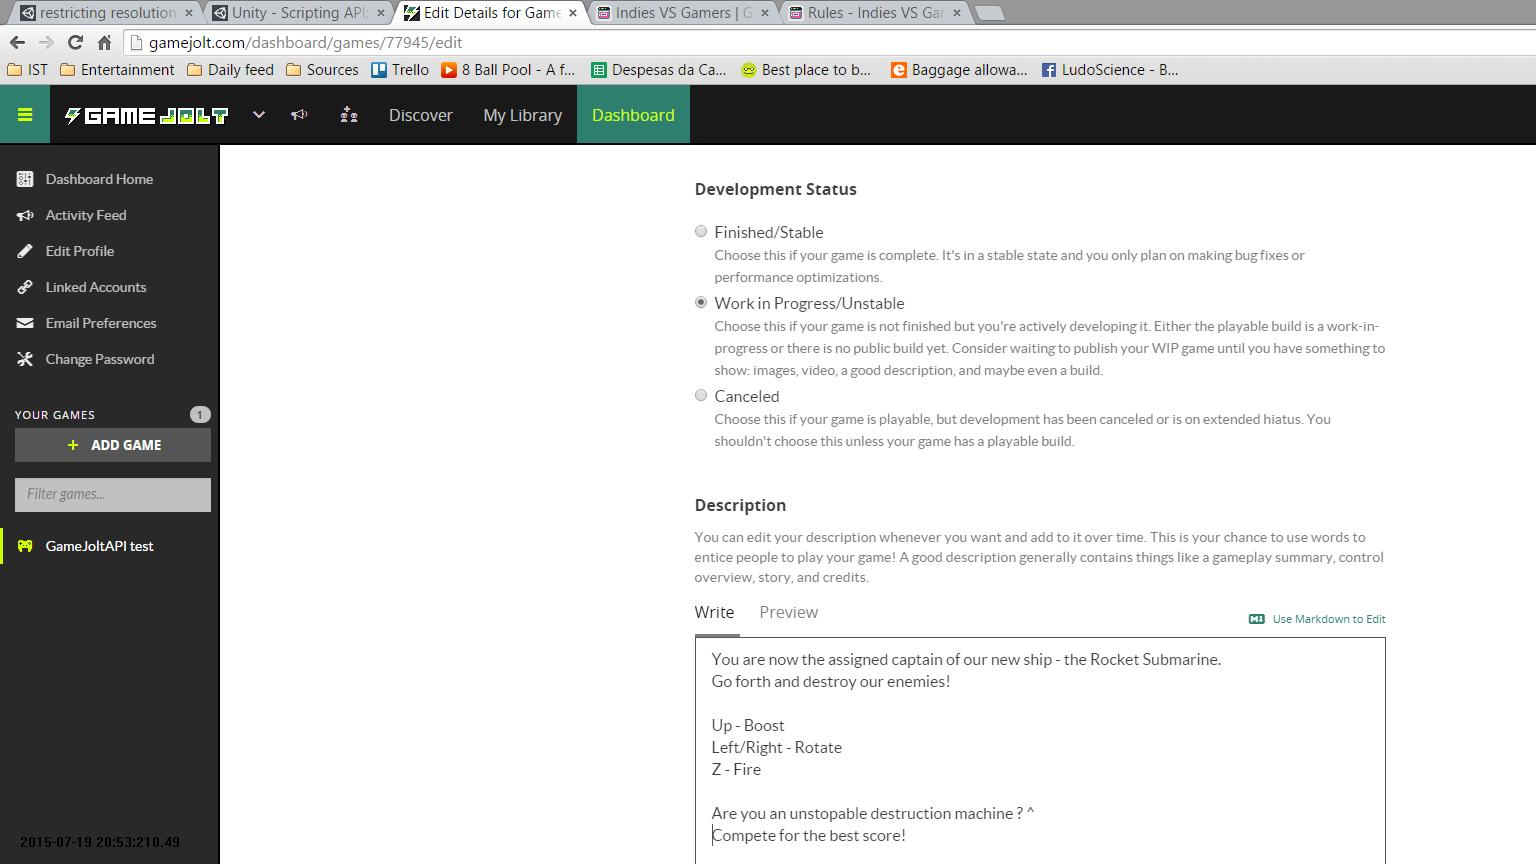 restricting resolution
Unity - Scripting API:
Edit Details for Game
Indies VS Gamers | G
Rules - Indies VS Gar
gamejolt.com/dashboard/games/77945/edit
IST
Entertainment
Daily feed
Sources
Trello
8 Ball Pool - A f...
Despesas da Ca...
Best place to b...
Baggage allowa...
LudoScience - B...
GAME JOLT
Discover
My Library
Dashboard
Dashboard Home
Activity Feed
Edit Profile
Linked Accounts
Email Preferences
Change Password
YOUR GAMES 1
+ ADD GAME
Filter games...
GameJoltAPI test
2015-07-19 20:53:210.49
Development Status
Finished/Stable
Choose this if your game is complete. It's in a stable state and you only plan on making bug fixes or
performance optimizations.
Work in Progress/Unstable
Choose this if your game is not finished but you're actively developing it. Either the playable build is a work-in-
progress or there is no public build yet. Consider waiting to publish your WIP game until you have something to
show: images, video, a good description, and maybe even a build.
Canceled
Choose this if your game is playable, but development has been canceled or is on extended hiatus. You
shouldn't choose this unless your game has a playable build.
Description
You can edit your description whenever you want and add to it over time. This is your chance to use words to
entice people to play your game! A good description generally contains things like a gameplay summary, control
overview, story, and credits.
Write
Preview
M↓ Use Markdown to Edit
You are now the assigned captain of our new ship - the Rocket Submarine.
Go forth and destroy our enemies!
Up - Boost
Left/Right - Rotate
Z - Fire
Are you an unstopable destruction machine ? ^
Compete for the best score!